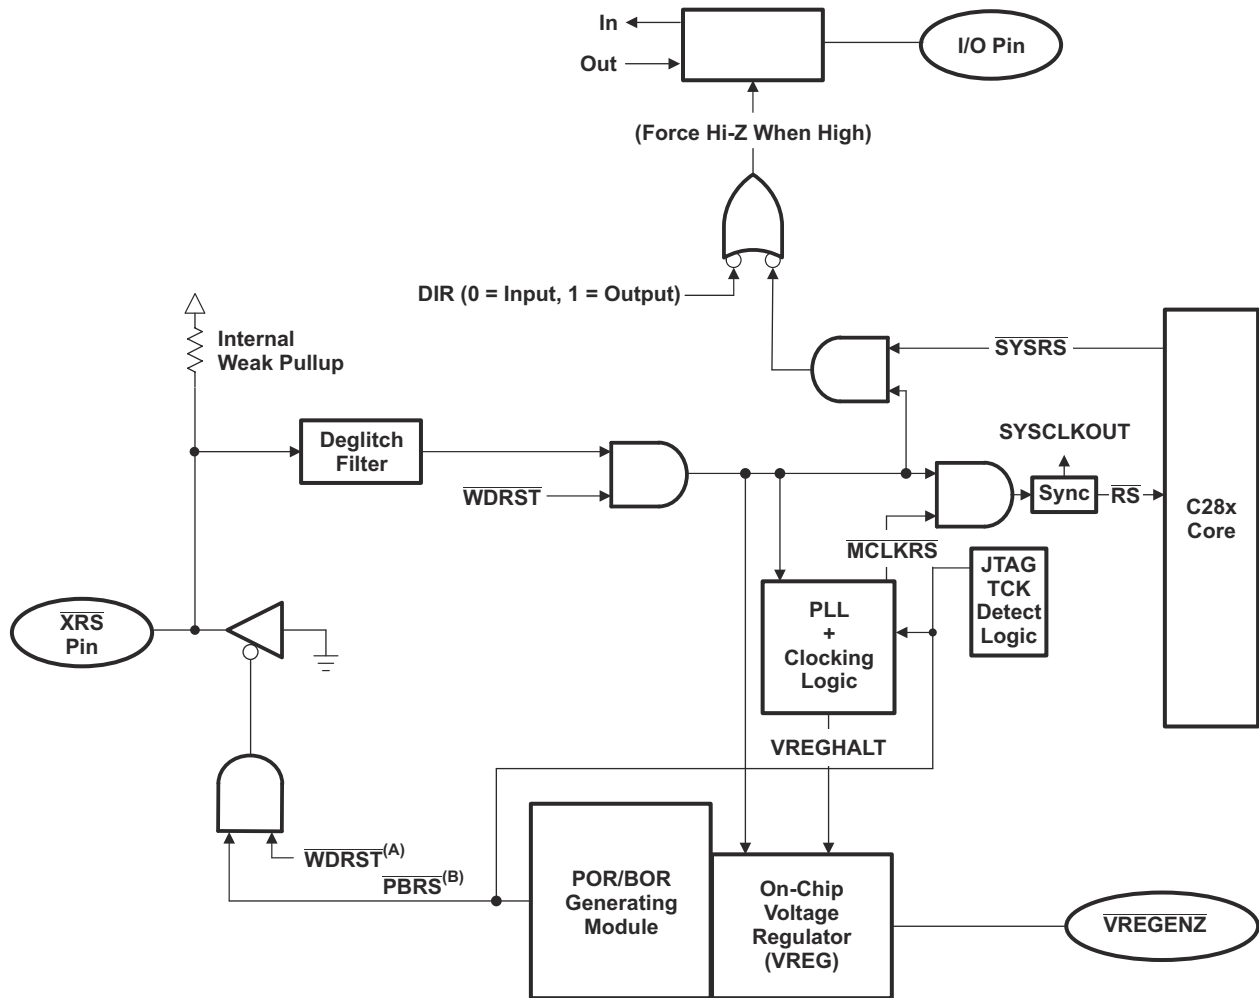 In
Out
I/O Pin
(Force Hi-Z When High)
DIR (0 = Input, 1 = Output)
Internal
Weak Pullup
SYSRS
Deglitch
Filter
SYSCLKOUT
WDRST
Sync
RS
C28x
Core
MCLKRS
JTAG
TCK
Detect
Logic
XRS
Pin
PLL
+
Clocking
Logic
VREGHALT
WDRST(A)
PBRS(B)
POR/BOR
Generating
Module
On-Chip
Voltage
Regulator
(VREG)
VREGENZ